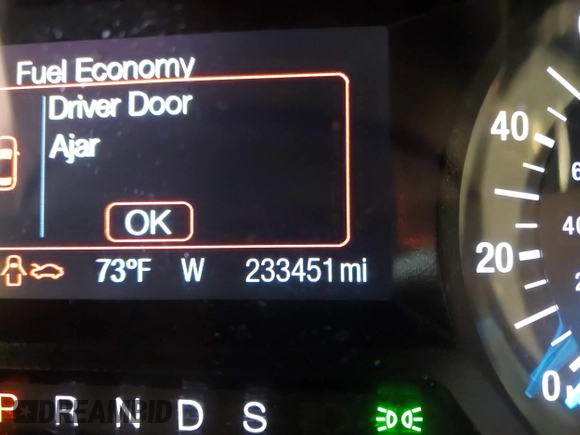 Fuel Economy
Driver Door
Ajar
OK
73°F W 233451 mi
40
20
0
P R N D S
DREAMBID